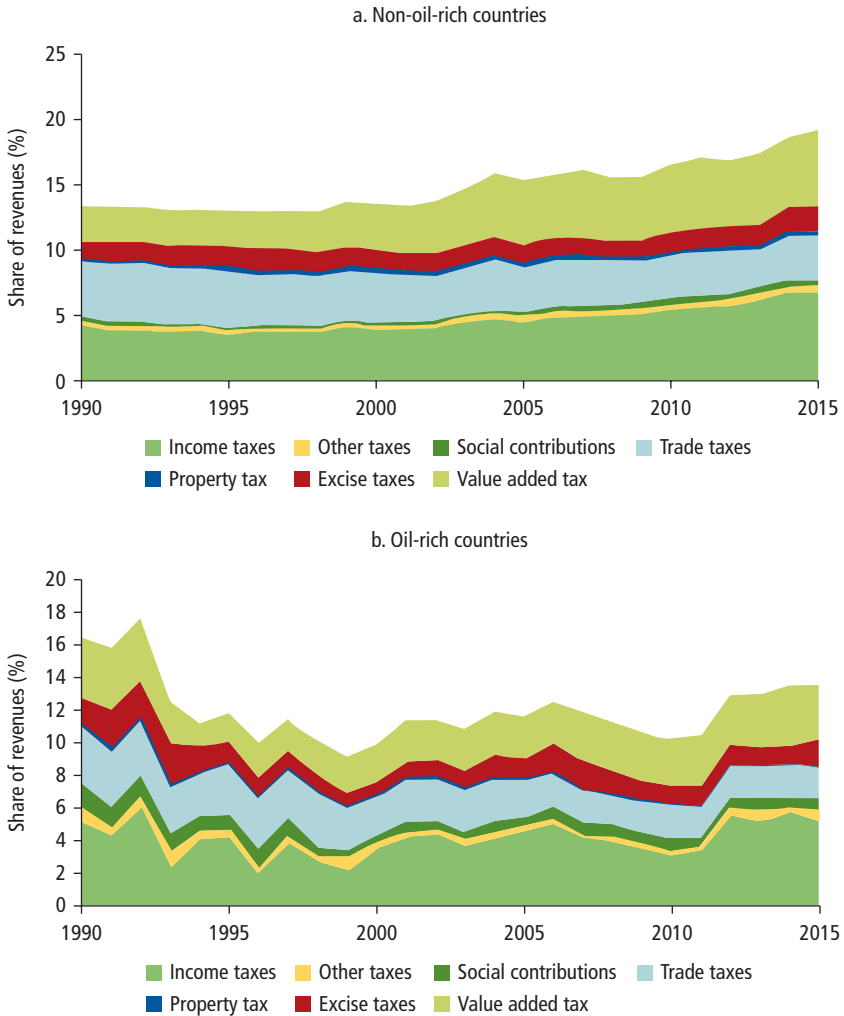 a. Non-oil-rich countries
25
20
15
10
5
0
Share of revenues (%)
1990 1995 2000 2005 2010 2015
Income taxes Other taxes Social contributions Trade taxes
Property tax Excise taxes Value added tax
b. Oil-rich countries
20
18
16
14
12
10
8
6
4
2
0
Share of revenues (%)
1990 1995 2000 2005 2010 2015
Income taxes Other taxes Social contributions Trade taxes
Property tax Excise taxes Value added tax